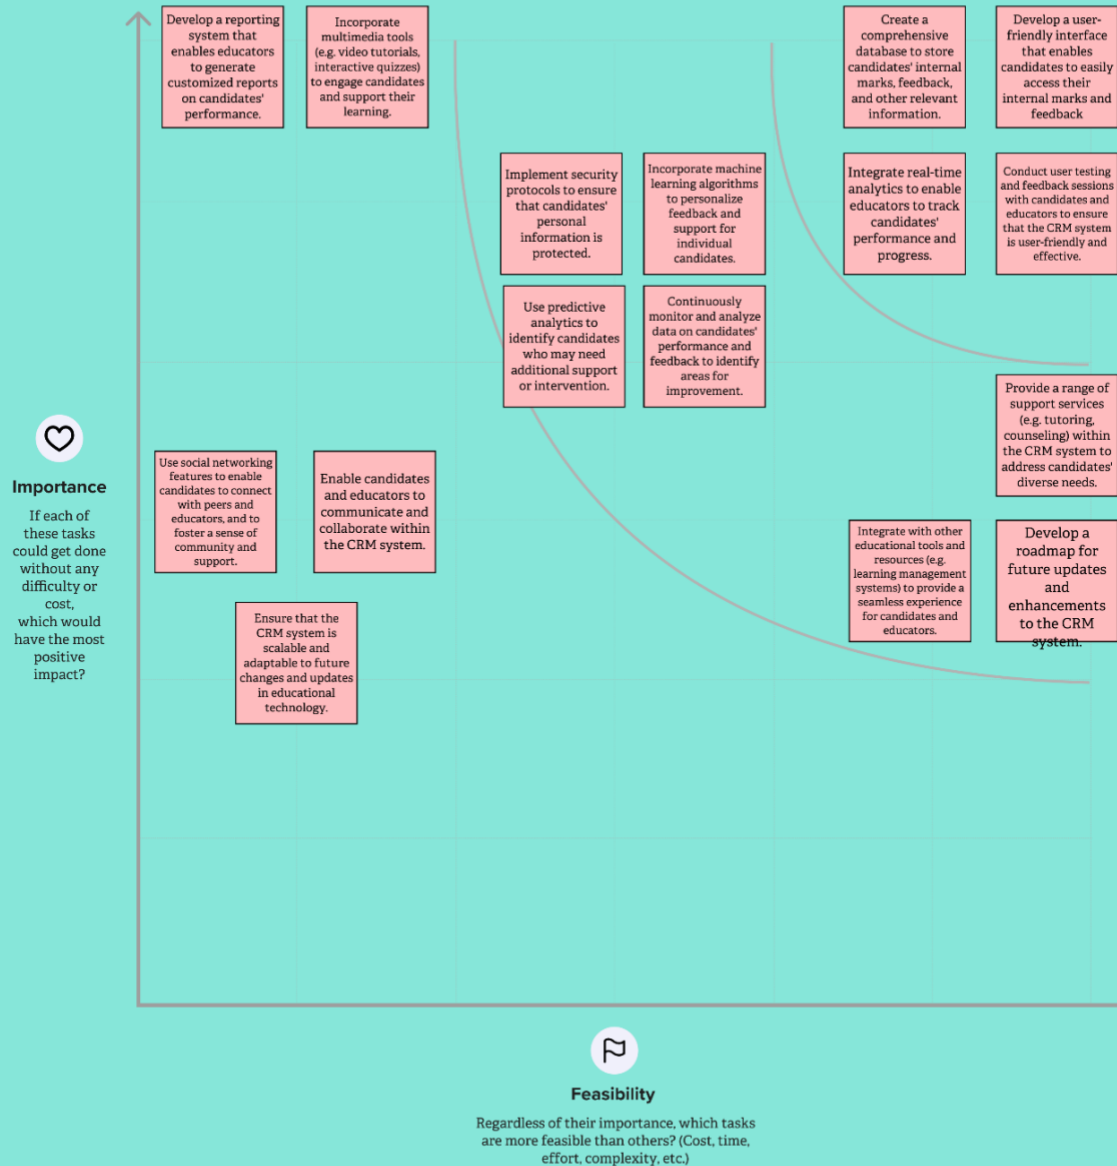 Develop a reporting
system that
enables educators
to generate
customized reports
on candidates'
performance.
Incorporate
multimedia tools
(e.g. video tutorials,
interactive quizzes)
to engage candidates
and support their
learning.
Create a
comprehensive
database to store
candidates' internal
marks, feedback,
and other relevant
information.
Develop a user-
friendly interface
that enables
candidates to easily
access their
internal marks and
feedback
Implement security
protocols to ensure
that candidates'
personal
information is
protected.
Incorporate machine
learning algorithms
to personalize
feedback and
support for
individual
candidates.
Integrate real-time
analytics to enable
educators to track
candidates'
performance and
progress.
Conduct user testing
and feedback sessions
with candidates and
educators to ensure
that the CRM system
is user-friendly and
effective.
Use predictive
analytics to
identify candidates
who may need
additional support
or intervention.
Continuously
monitor and analyze
data on candidates'
performance and
feedback to identify
areas for
improvement.
Provide a range of
support services
(e.g. tutoring,
counseling) within
the CRM system to
address candidates'
diverse needs.
Importance
If each of
these tasks
could get done
without any
difficulty or
cost,
which would
have the most
positive
impact?
Use social networking
features to enable
candidates to connect
with peers and
educators, and to
foster a sense of
community and
support.
Enable candidates
and educators to
communicate and
collaborate within
the CRM system.
Integrate with other
educational tools and
resources (e.g.
learning management
systems) to provide a
seamless experience
for candidates and
educators.
Develop a
roadmap for
future updates
and
enhancements
to the CRM
system.
Ensure that the
CRM system is
scalable and
adaptable to future
changes and updates
in educational
technology.
Feasibility
Regardless of their importance, which tasks
are more feasible than others? (Cost, time,
effort, complexity, etc.)